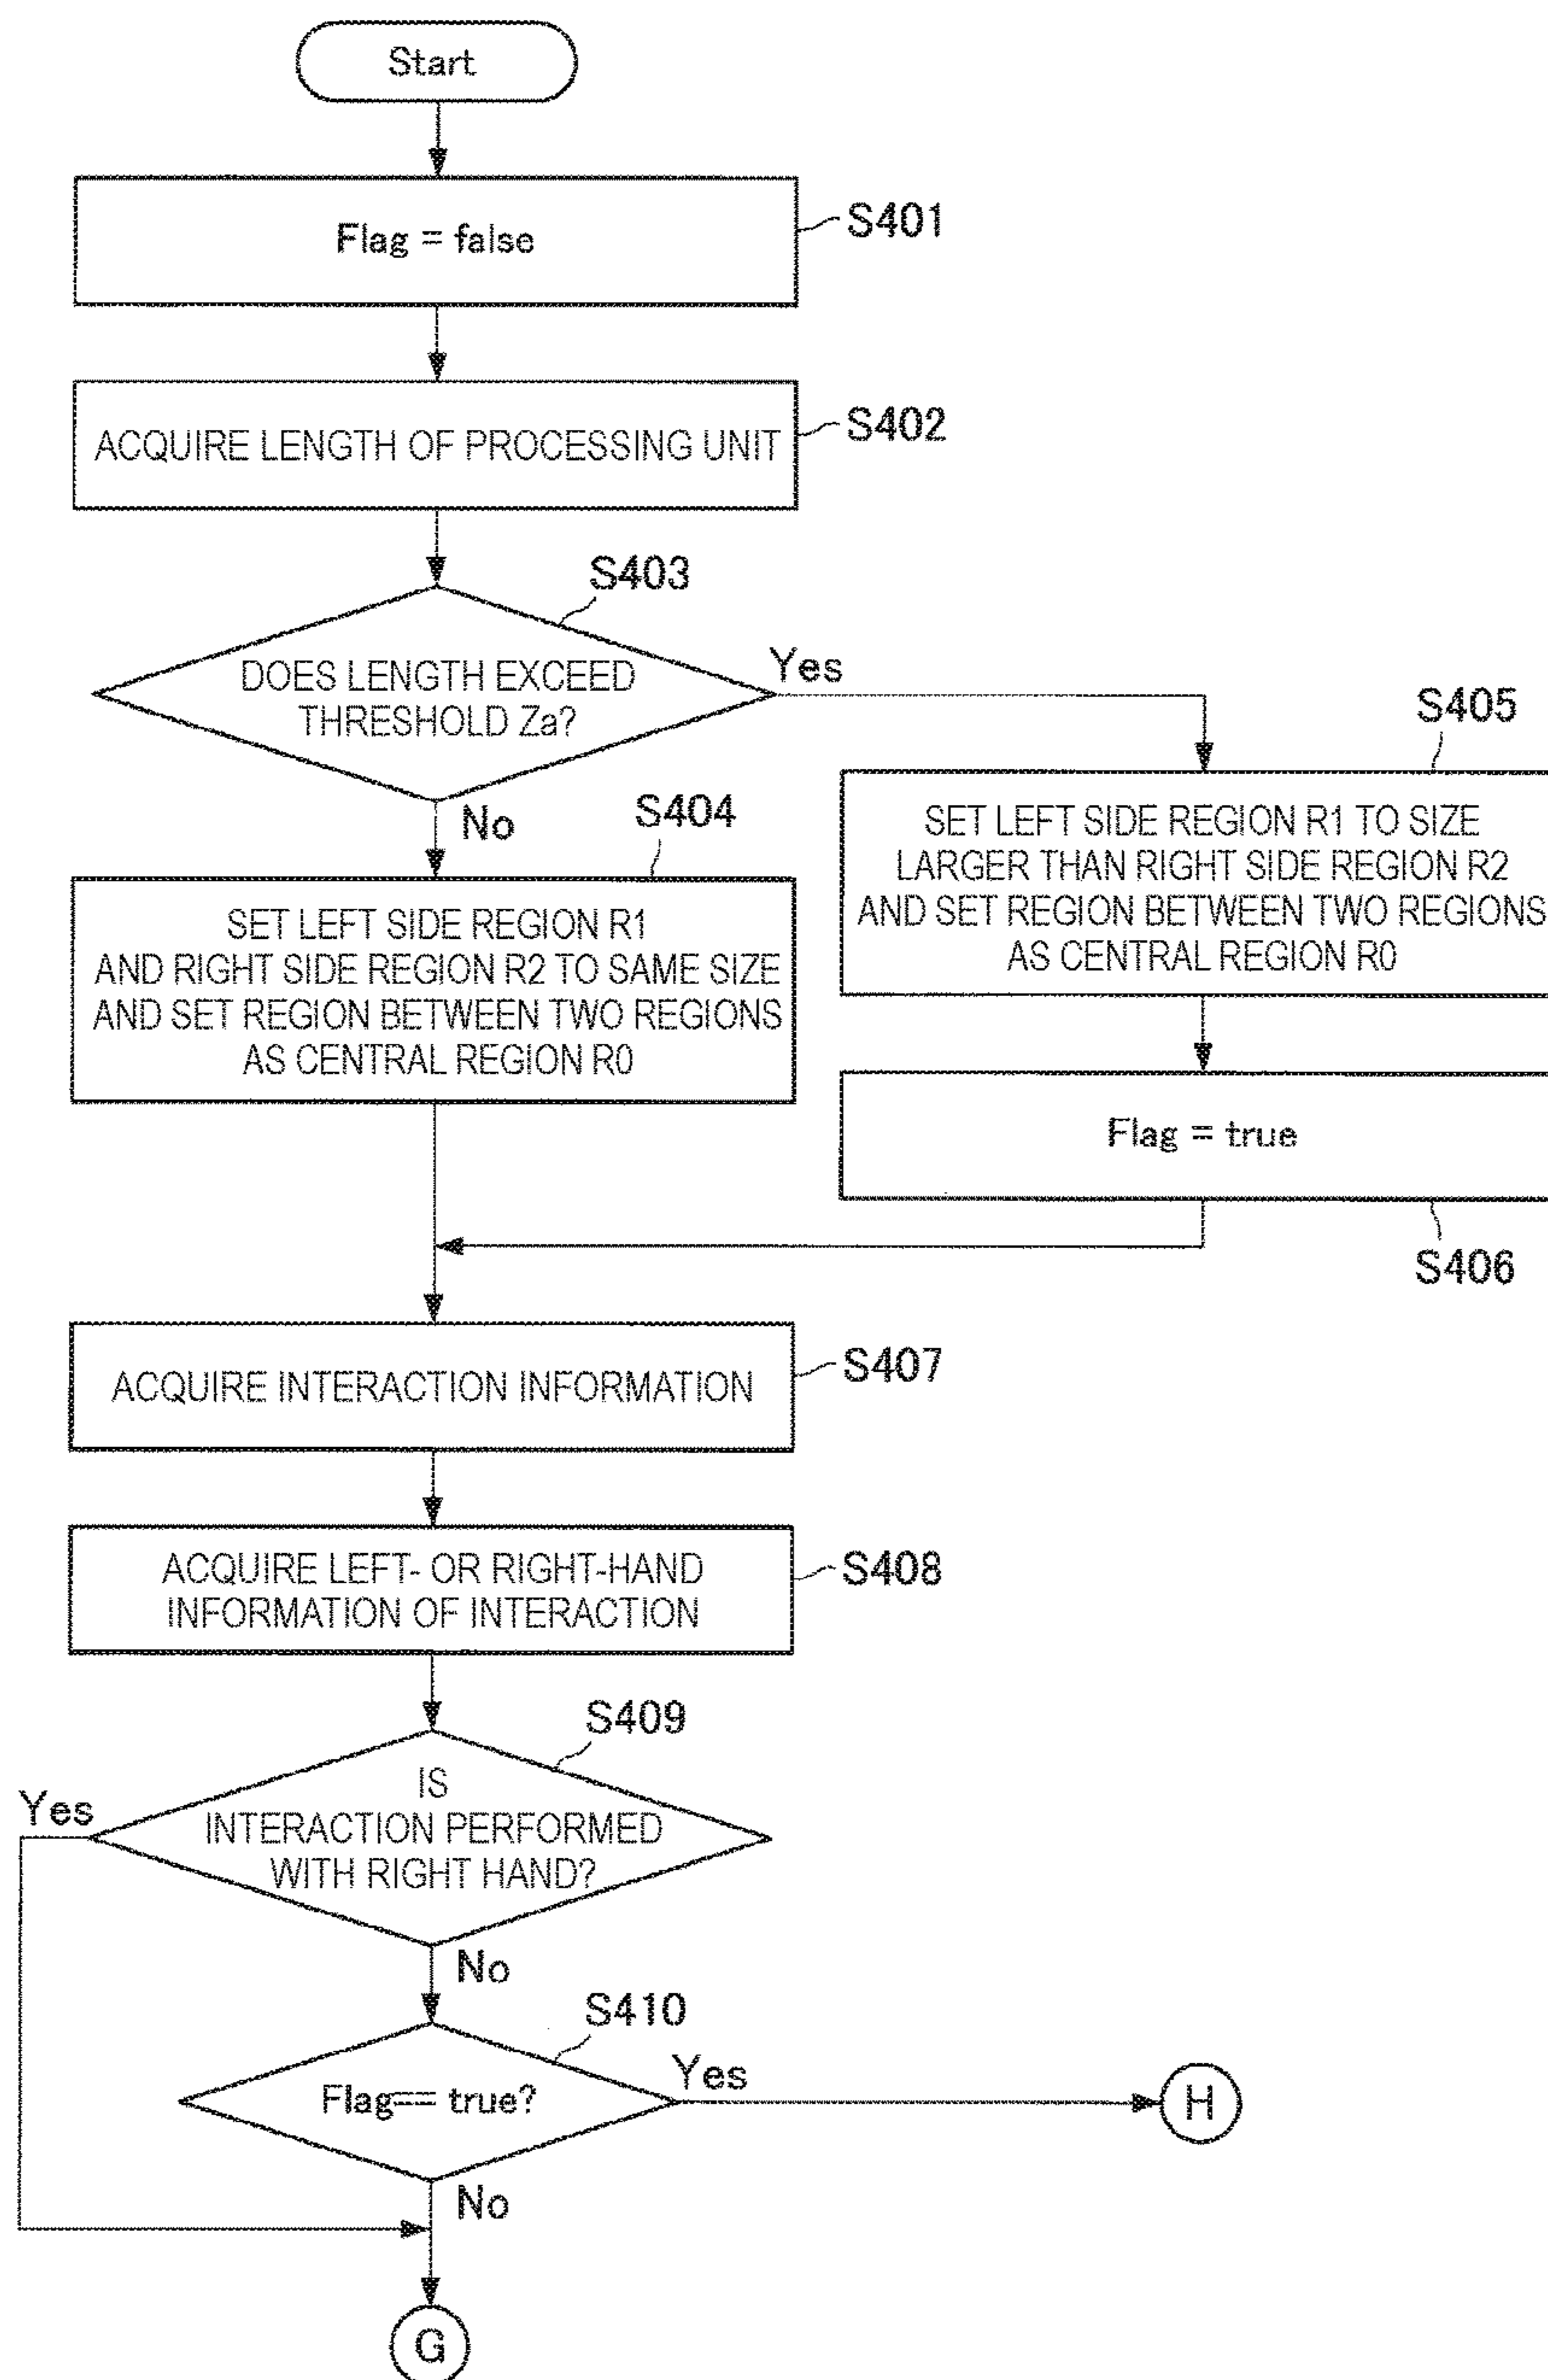 Start
Flag = false
S401
ACQUIRE LENGTH OF PROCESSING UNIT
S402
S403
DOES LENGTH EXCEED
THRESHOLD Za?
Yes
No
S404
SET LEFT SIDE REGION R1
AND RIGHT SIDE REGION R2 TO SAME SIZE
AND SET REGION BETWEEN TWO REGIONS
AS CENTRAL REGION R0
S405
SET LEFT SIDE REGION R1 TO SIZE
LARGER THAN RIGHT SIDE REGION R2
AND SET REGION BETWEEN TWO REGIONS
AS CENTRAL REGION R0
Flag = true
S406
ACQUIRE INTERACTION INFORMATION
S407
ACQUIRE LEFT- OR RIGHT-HAND
INFORMATION OF INTERACTION
S408
S409
IS
INTERACTION PERFORMED
WITH RIGHT HAND?
Yes
No
S410
Flag== true?
Yes
H
No
G